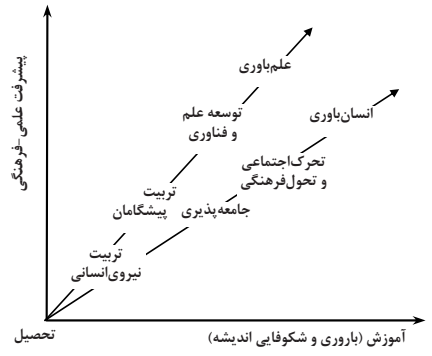 پیشرفت علمی-فرهنگی
علم‌باوری
توسعه علم
و فناوری
تربیت
پیشگامان
تربیت
نیروی‌انسانی
انسان‌باوری
تحرک‌اجتماعی
و تحول‌فرهنگی
جامعه‌پذیری
تحصیل
آموزش (باروری و شکوفایی اندیشه)